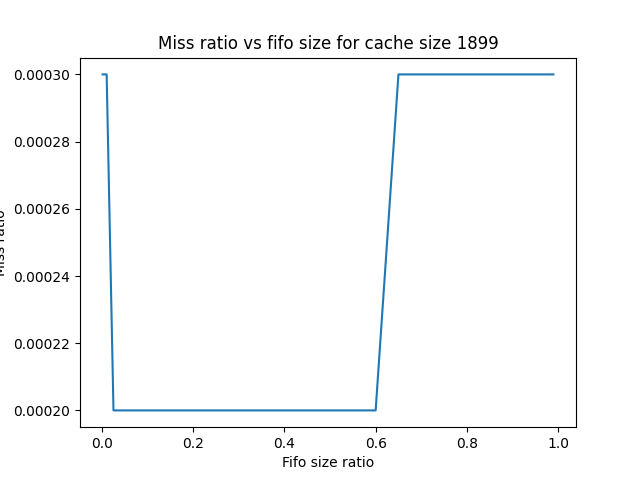 Miss ratio vs fifo size for cache size 1899
0.00030
0.00028
0.00026
0.00024
0.00022
0.00020
Miss ratio
0.0 0.2 0.4 0.6 0.8 1.0
Fifo size ratio